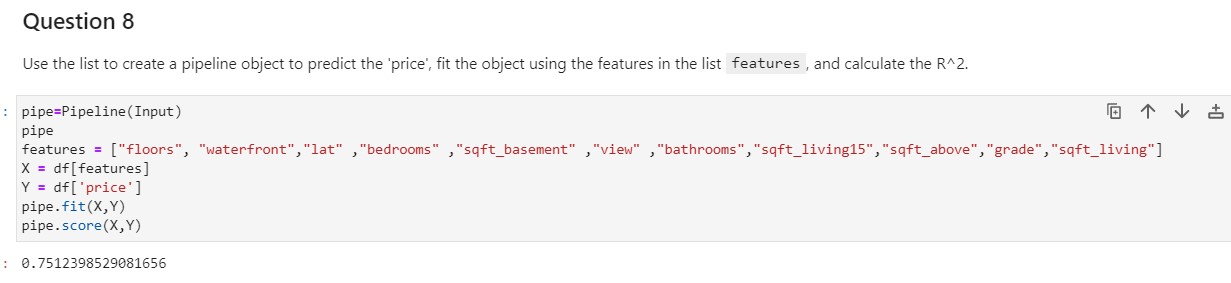 Question 8
Use the list to create a pipeline object to predict the 'price', fit the object using the features in the list features , and calculate the R^2.
: pipe=Pipeline(Input)
pipe
features = ["floors", "waterfront","lat" ,"bedrooms" ,"sqft_basement" ,"view" ,"bathrooms","sqft_living15","sqft_above","grade","sqft_living"]
X = df[features]
Y = df['price']
pipe.fit(X,Y)
pipe.score(X,Y)
: 0.7512398529081656